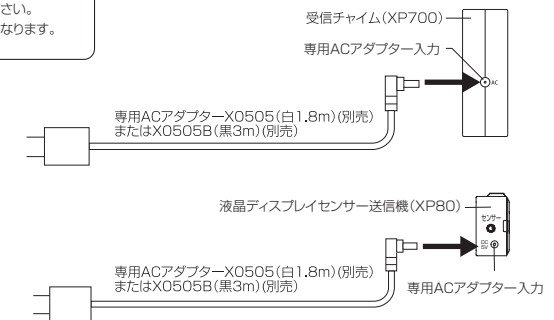 さい。
なります。
受信チャイム(XP700)
専用ACアダプター入力
AC
専用ACアダプターX0505(白1.8m)(別売)
またはX0505B(黒3m)(別売)
液晶ディスプレイセンサー送信機(XP80)
センサー
DC
5V
専用ACアダプターX0505(白1.8m)(別売)
またはX0505B(黒3m)(別売)
専用ACアダプター入力